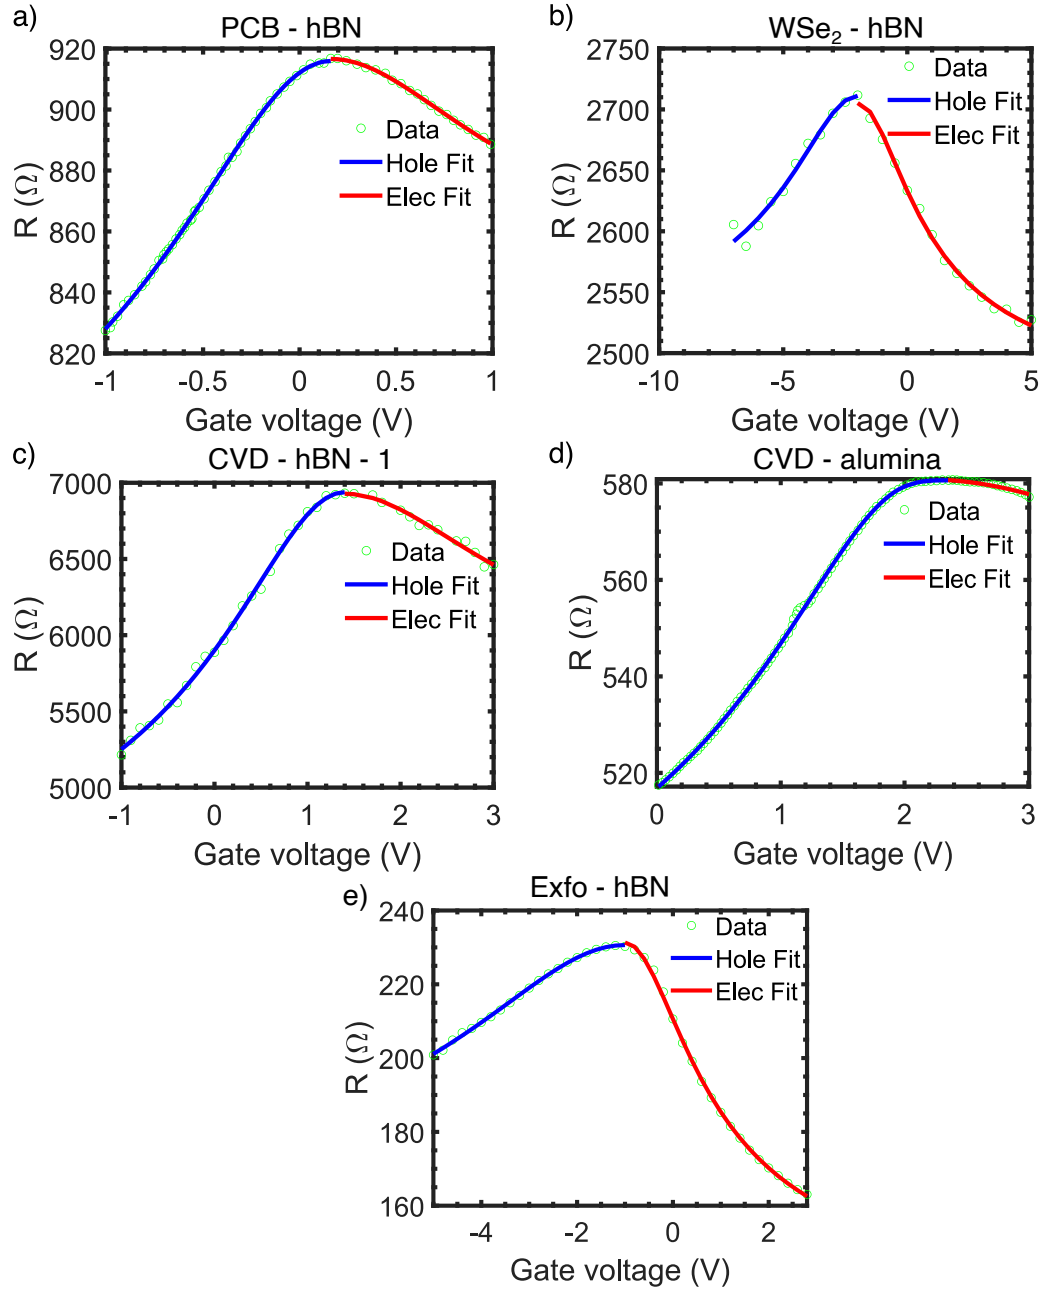 a)
PCB - hBN
920
900
880
860
840
820
R (Ω)
-1
-0.5
0
0.5
1
Gate voltage (V)
Data
Hole Fit
Elec Fit
b)
WSe₂ - hBN
2750
2700
2650
2600
2550
2500
R (Ω)
-10
-5
0
5
Gate voltage (V)
Data
Hole Fit
Elec Fit
c)
CVD - hBN - 1
7000
6500
6000
5500
5000
R (Ω)
-1
0
1
2
3
Gate voltage (V)
Data
Hole Fit
Elec Fit
d)
CVD - alumina
580
560
540
520
R (Ω)
0
1
2
3
Gate voltage (V)
Data
Hole Fit
Elec Fit
e)
Exfo - hBN
240
220
200
180
160
R (Ω)
-4
-2
0
2
Gate voltage (V)
Data
Hole Fit
Elec Fit